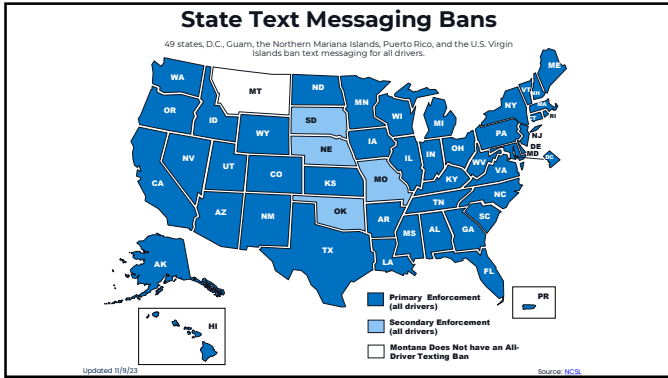 State Text Messaging Bans
49 states, D.C., Guam, the Northern Mariana Islands, Puerto Rico, and the U.S. Virgin
Islands ban text messaging for all drivers.
WA
MT
ND
MN
ME
VT
NH
OR
ID
SD
WI
MI
NY
MA
CT
RI
WY
IA
PA
NJ
NV
NE
IL
IN
OH
DE
MD
DC
UT
CO
WV
VA
CA
KS
MO
KY
NC
TN
AZ
NM
OK
AR
SC
MS
AL
GA
TX
LA
AK
FL
Primary Enforcement
(all drivers)
PR
HI
Secondary Enforcement
(all drivers)
Montana Does Not have an All-
Driver Texting Ban
Updated 11/9/23
Source: NCSL